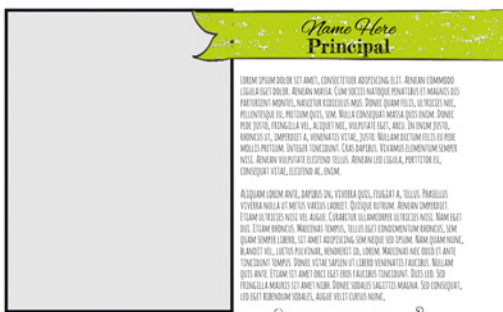 Name Here
Principal
LOREM IPSUM DOLOR SIT AMET, CONSECTETUER ADIPISCING ELIT. AENEAN COMMODO
LIGULA EGET DOLOR. AENEAN MASSA. CUM SOCIIS NATOQUE PENATIBUS ET MAGNIS DIS
PARTURIENT MONTES, NASCETUR RIDICULUS MUS. DONEC QUAM FELIS, ULTRICIES NEC,
PELLENTESQUE EU, PRETIUM QUIS, SEM. NULLA CONSEQUAT MASSA QUIS ENIM. DONEC
PEDE JUSTO, FRINGILLA VEL, ALIQUET NEC, VULPUTATE EGET, ARCU. IN ENIM JUSTO,
RHONCUS UT, IMPERDIET A, VENENATIS VITAE, JUSTO. NULLAM DICTUM FELIS EU PEDE
MOLLIS PRETIUM. INTEGER TINCIDUNT. CRAS DAPIBUS. VIVAMUS ELEMENTUM SEMPER
NISI. AENEAN VULPUTATE ELEIFEND TELLUS. AENEAN LEO LIGULA, PORTTITOR EU,
CONSEQUAT VITAE, ELEIFEND AC, ENIM.
ALIQUAM LOREM ANTE, DAPIBUS IN, VIVERRA QUIS, FEUGIAT A, TELLUS. PHASELLUS
VIVERRA NULLA UT METUS VARIUS LAOREET. QUISQUE RUTRUM. AENEAN IMPERDIET.
ETIAM ULTRICIES NISI VEL AUGUE. CURABITUR ULLAMCORPER ULTRICIES NISI. NAM EGET
DUI. ETIAM RHONCUS. MAECENAS TEMPUS, TELLUS EGET CONDIMENTUM RHONCUS, SEM
QUAM SEMPER LIBERO, SIT AMET ADIPISCING SEM NEQUE SED IPSUM. NAM QUAM NUNC,
BLANDIT VEL, LUCTUS PULVINAR, HENDRERIT ID, LOREM. MAECENAS NEC ODIO ET ANTE
TINCIDUNT TEMPUS. DONEC VITAE SAPIEN UT LIBERO VENENATIS FAUCIBUS. NULLAM
QUIS ANTE. ETIAM SIT AMET ORCI EGET EROS FAUCIBUS TINCIDUNT. DUIS LEO. SED
FRINGILLA MAURIS SIT AMET NIBH. DONEC SODALES SAGITTIS MAGNA. SED CONSEQUAT,
LEO EGET BIBENDUM SODALES, AUGUE VELIT CURSUS NUNC,